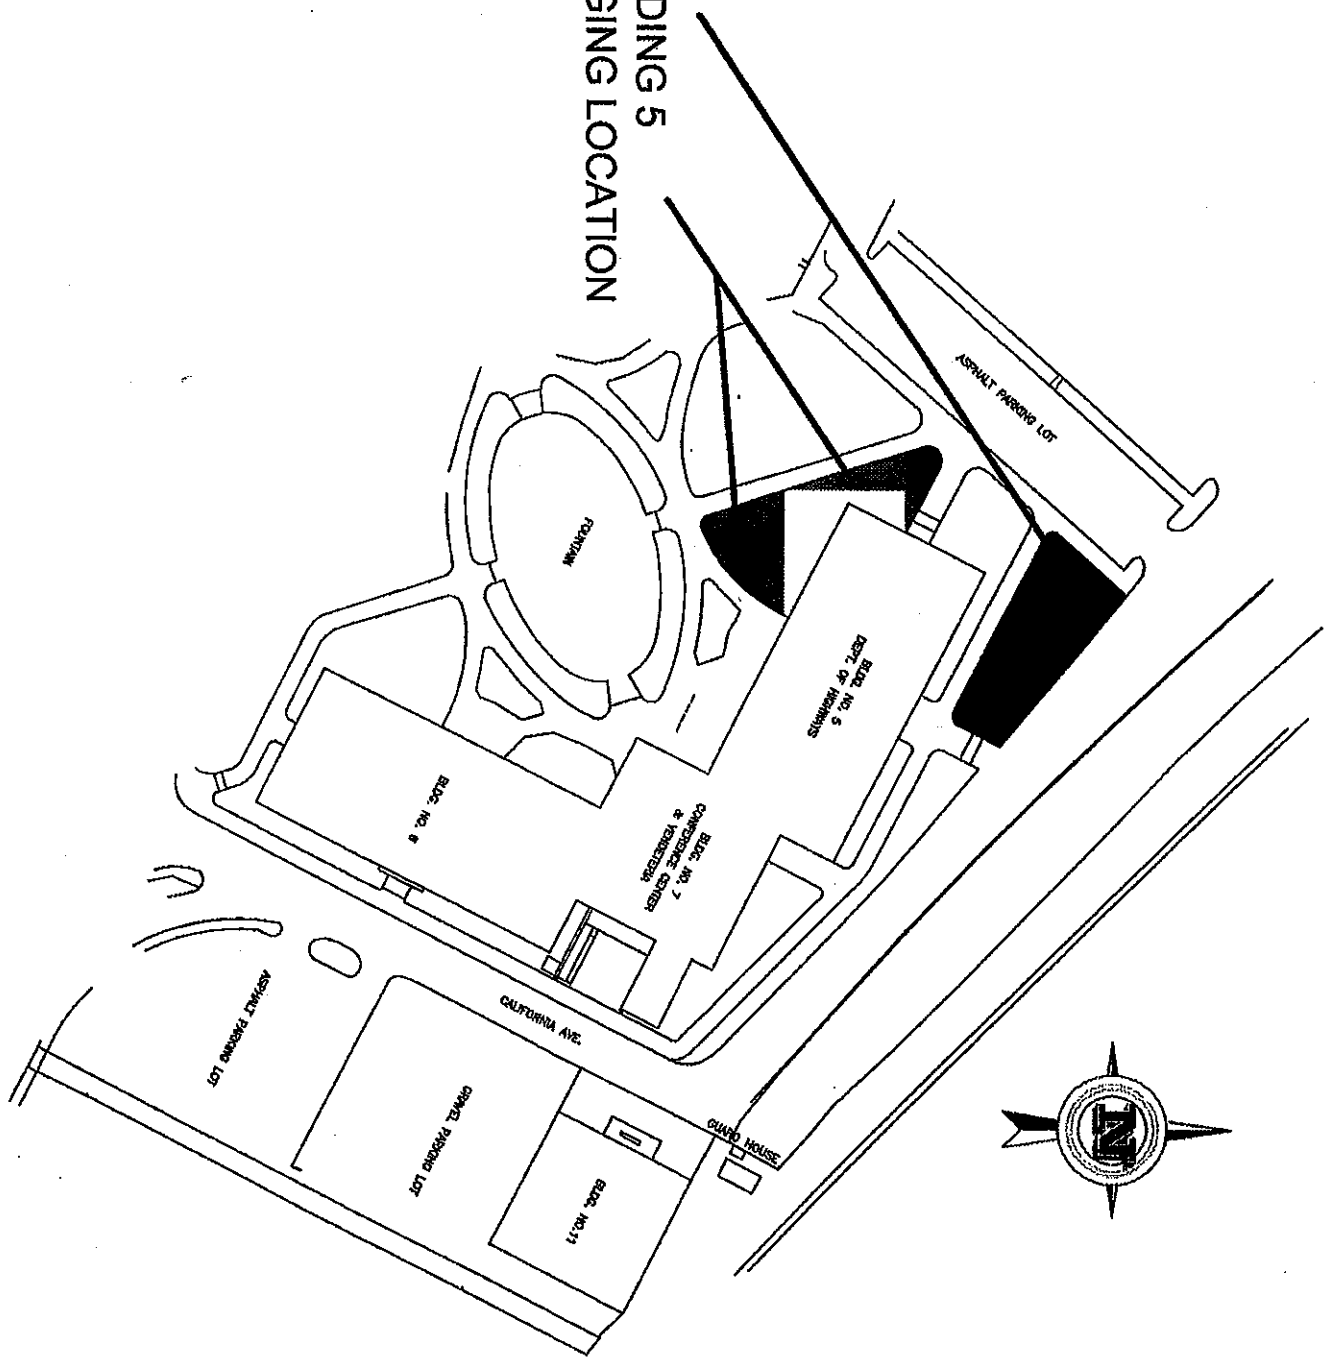 DING 5
GING LOCATION
ASPHALT PARKING LOT
FOUNTAIN
BLDG. NO. 5
DEPT. OF HIGHWAYS
BLDG. NO. 7
CONFERENCE CENTER
& VENDETERIA
BLDG. NO. 6
CALIFORNIA AVE.
ASPHALT PARKING LOT
GRAVEL PARKING LOT
GUARD HOUSE
BLDG. NO.11
N